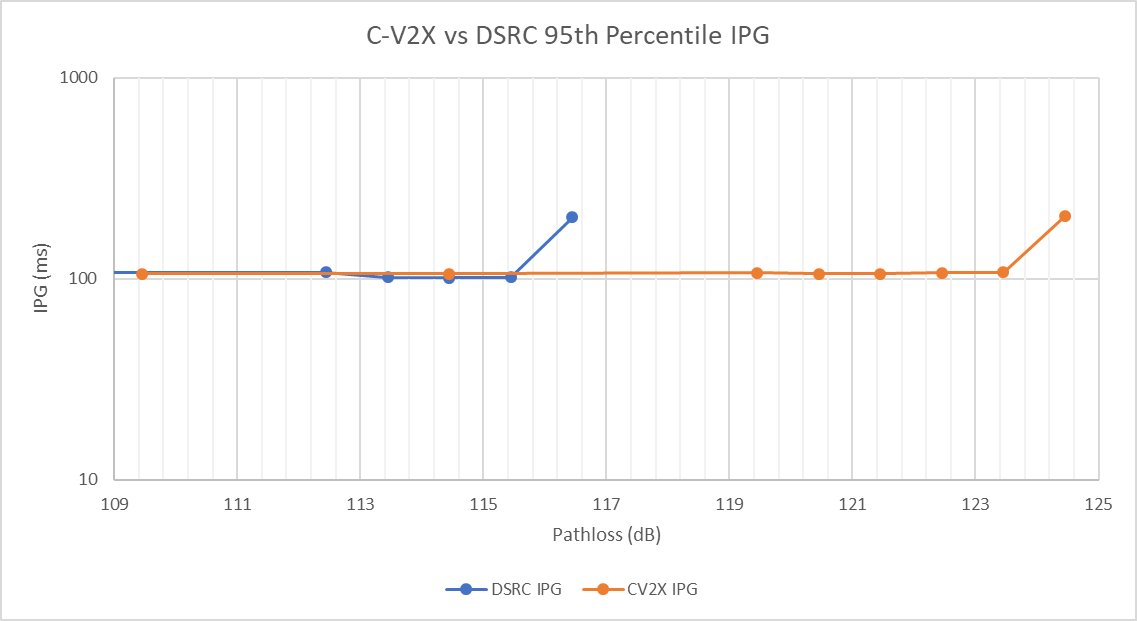 C-V2X vs DSRC 95th Percentile IPG
1000
100
10
IPG (ms)
109 111 113 115 117 119 121 123 125
Pathloss (dB)
DSRC IPG CV2X IPG